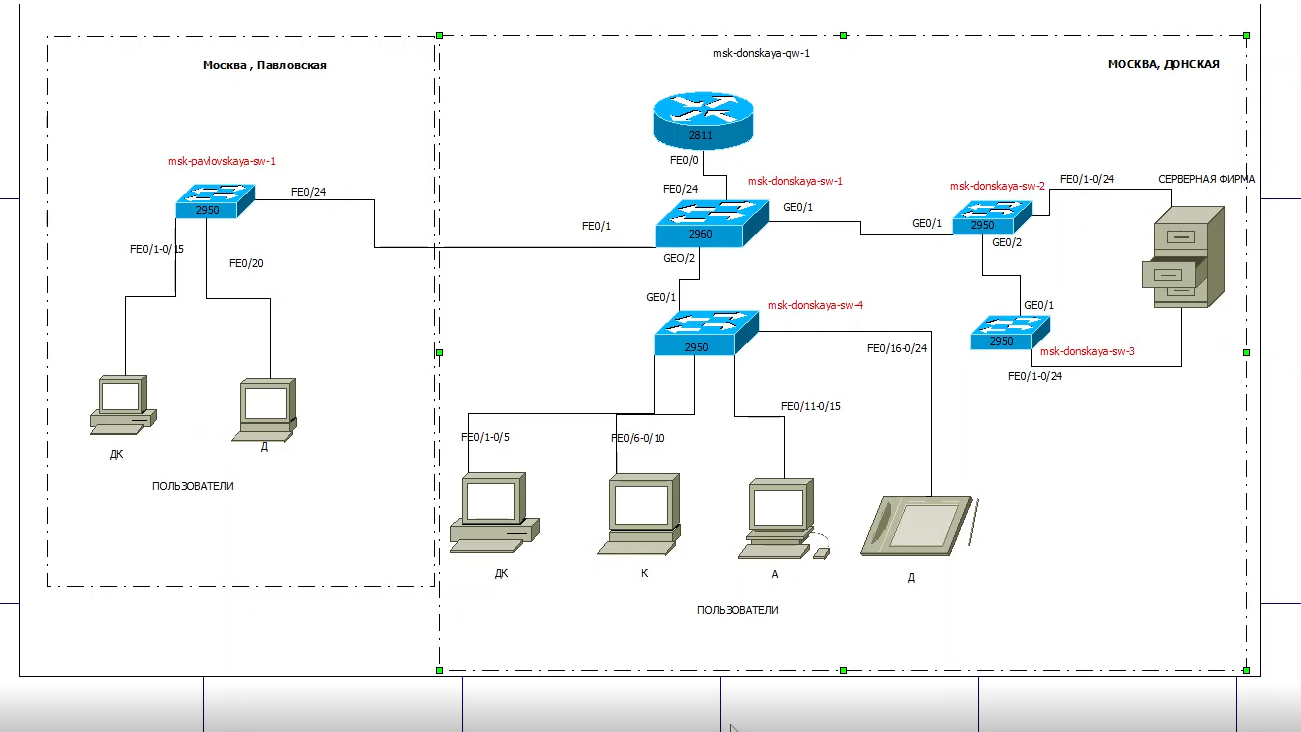 Москва , Павловская
msk-pavlovskaya-sw-1
2950
FE0/24
FE0/1-0/15
FE0/20
ДК
Д
ПОЛЬЗОВАТЕЛИ
msk-donskaya-qw-1
МОСКВА, ДОНСКАЯ
2811
FE0/0
FE0/24
msk-donskaya-sw-1
FE0/1
2960
GE0/1
GEO/2
GE0/1
msk-donskaya-sw-2
2950
FE0/1-0/24
СЕРВЕРНАЯ ФИРМА
GE0/2
GE0/1
msk-donskaya-sw-4
2950
GE0/1
2950
msk-donskaya-sw-3
FE0/1-0/24
FE0/16-0/24
FE0/11-0/15
FE0/1-0/5
FE0/6-0/10
ДК
К
А
Д
ПОЛЬЗОВАТЕЛИ